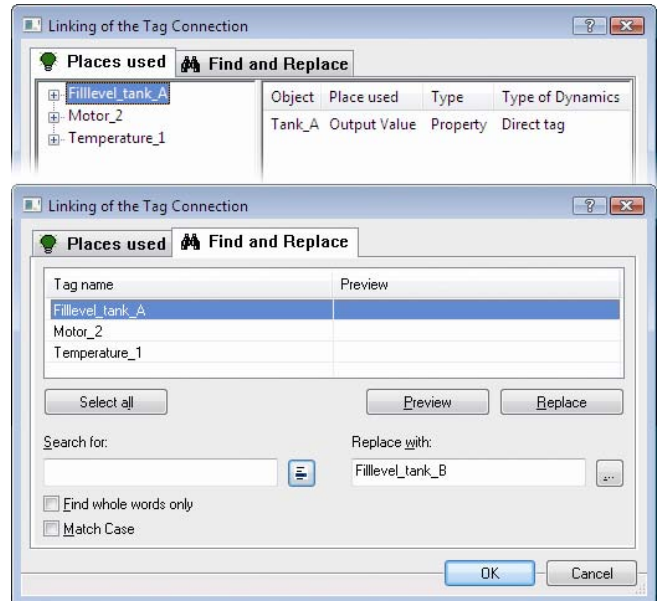 Linking of the Tag Connection
Places used Find and Replace
Filllevel_tank_A Object Place used Type Type of Dynamics
Motor_2 Tank_A Output Value Property Direct tag
Temperature_1
Linking of the Tag Connection
Places used Find and Replace
Tag name Preview
Filllevel_tank_A
Motor_2
Temperature_1
Select all Preview Replace
Search for: Replace with:
Filllevel_tank_B ...
Find whole words only
Match Case
OK Cancel